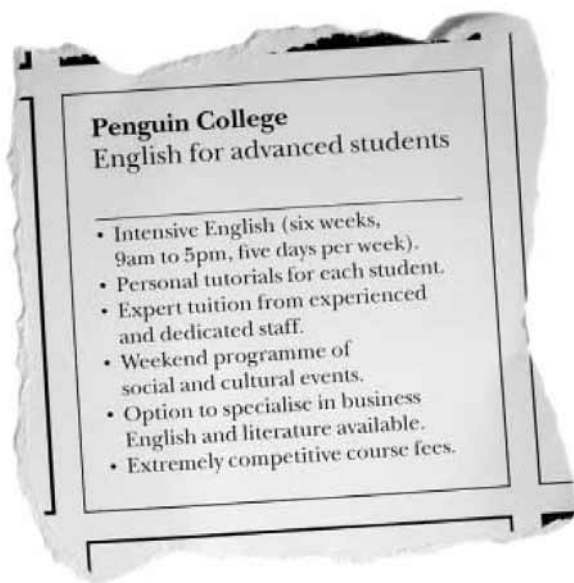 Penguin College
English for advanced students
• Intensive English (six weeks,
9am to 5pm, five days per week).
• Personal tutorials for each student.
• Expert tuition from experienced
and dedicated staff.
• Weekend programme of
social and cultural events.
• Option to specialise in business
English and literature available.
• Extremely competitive course fees.